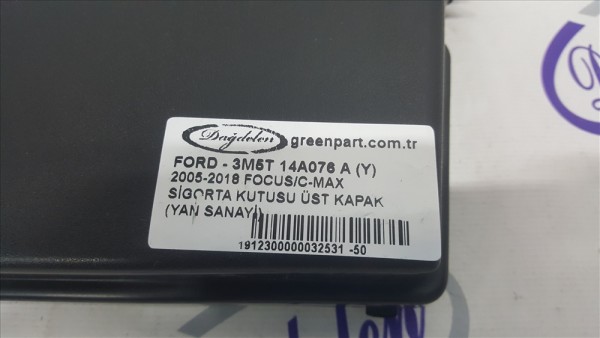 Dağdelen greenpart.com.tr
FORD - 3M5T 14A076 A (Y)
2005-2018 FOCUS/C-MAX
SİGORTA KUTUSU ÜST KAPAK
(YAN SANAYİ)
1912300000032531 -50